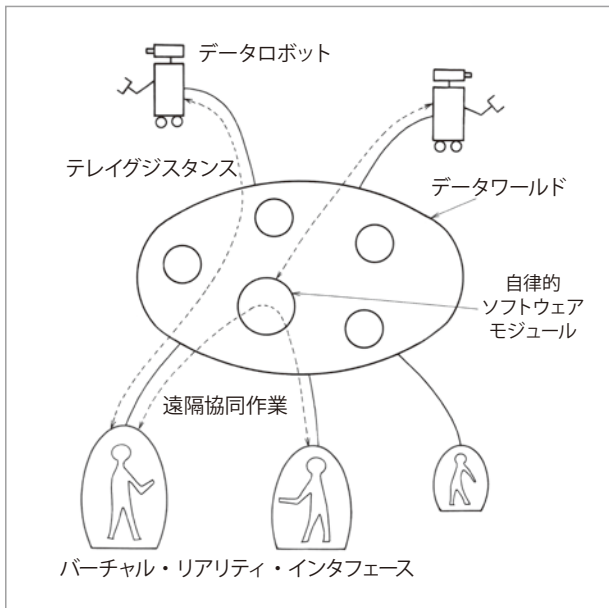 データロボット
テレイグジスタンス
データワールド
自律的
ソフトウェア
モジュール
遠隔協同作業
バーチャル・リアリティ・インタフェース